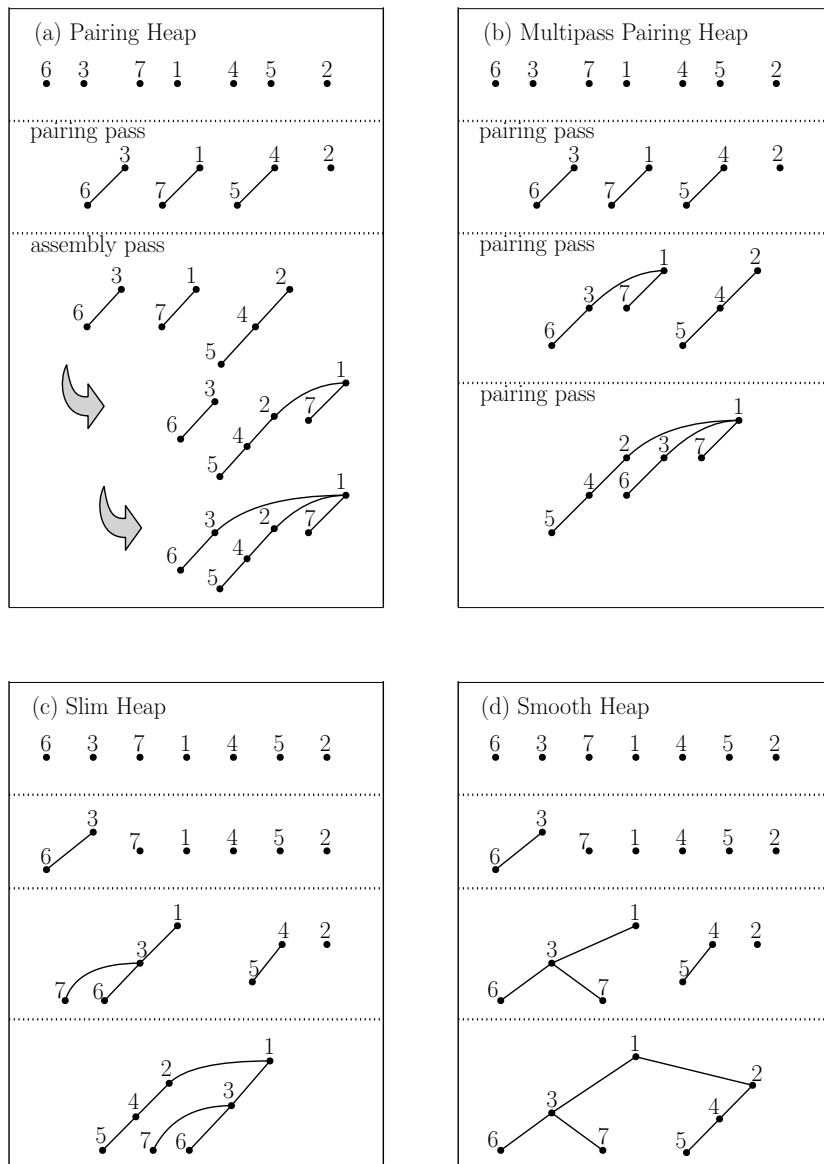 (a) Pairing Heap
6 3 7 1 4 5 2
pairing pass
3 1 4 2
6 7 5
assembly pass
3 1 2
6 7 4
5
1
3 2 7
6 4
5
1
3 2 7
6 4
5
(b) Multipass Pairing Heap
6 3 7 1 4 5 2
pairing pass
3 1 4 2
6 7 5
pairing pass
1 2
3 7 4
6 5
pairing pass
1
2 3 7
4 6
5
(c) Slim Heap
6 3 7 1 4 5 2
3
6 7 1 4 5 2
1
3 4 2
7 6 5
1
2 3
4
5 7 6
(d) Smooth Heap
6 3 7 1 4 5 2
3
6 7 1 4 5 2
1
3 4 2
6 7 5
1
3 2
4
6 7 5